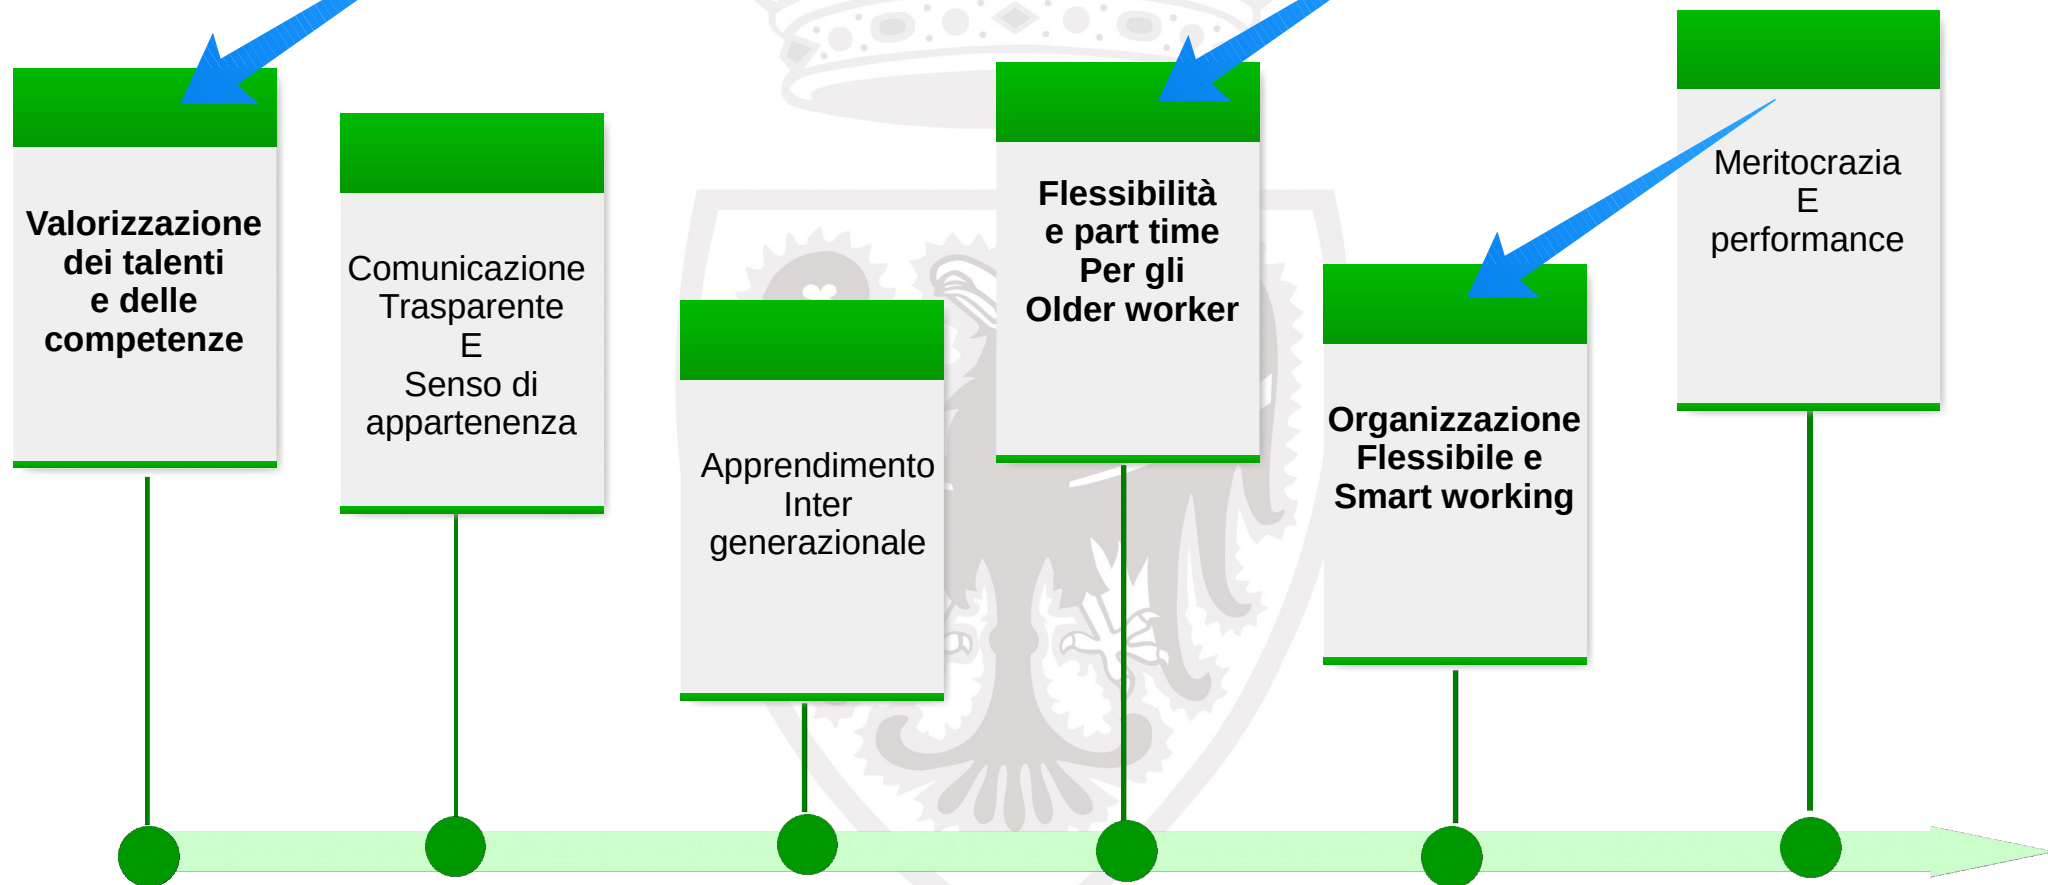 Valorizzazione
dei talenti
e delle
competenze
Comunicazione
Trasparente
E
Senso di
appartenenza
Apprendimento
Inter
generazionale
Flessibilità
e part time
Per gli
Older worker
Organizzazione
Flessibile e
Smart working
Meritocrazia
E
performance